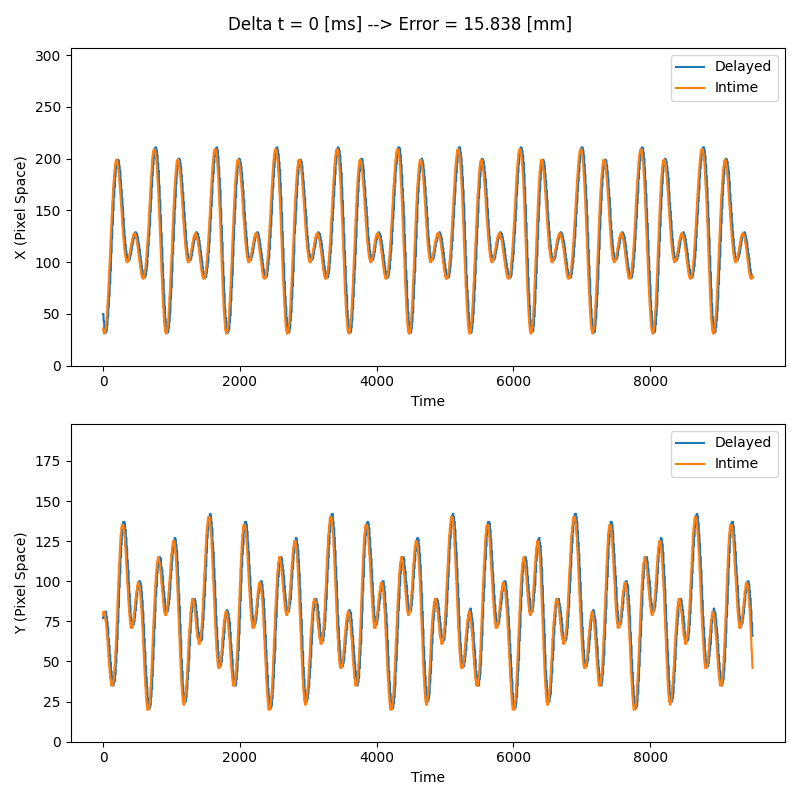 Delta t = 0 [ms] --> Error = 15.838 [mm]
300
250
200
150
100
50
0
X (Pixel Space)
Delayed
Intime
0 2000 4000 6000 8000
Time
175
150
125
100
75
50
25
0
Y (Pixel Space)
Delayed
Intime
0 2000 4000 6000 8000
Time